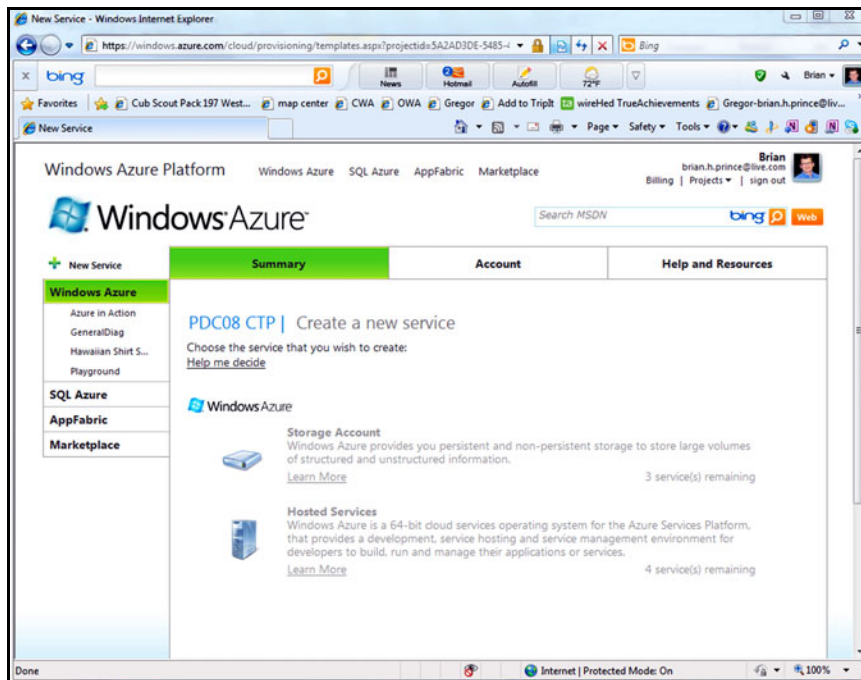 New Service - Windows Internet Explorer
https://windows.azure.com/cloud/provisioning/templates.aspx?projectid=5A2AD3DE-5485-4
Bing
bing
News
Hotmail
Autofill
72°F
Brian
Favorites
Cub Scout Pack 197 West...
map center
CWA
OWA
Gregor
Add to TripIt
wireHed TrueAchievements
Gregor-brian.h.prince@liv...
New Service
Page
Safety
Tools
Windows Azure Platform
Windows Azure
SQL Azure
AppFabric
Marketplace
Brian
brian.h.prince@live.com
Billing | Projects | sign out
Windows Azure™
Search MSDN
bing
Web
New Service
Summary
Account
Help and Resources
Windows Azure
Azure in Action
GeneralDiag
Hawaiian Shirt S...
Playground
SQL Azure
AppFabric
Marketplace
PDC08 CTP | Create a new service
Choose the service that you wish to create:
Help me decide
Windows Azure
Storage Account
Windows Azure provides you persistent and non-persistent storage to store large volumes
of structured and unstructured information.
Learn More
3 service(s) remaining
Hosted Services
Windows Azure is a 64-bit cloud services operating system for the Azure Services Platform,
that provides a development, service hosting and service management environment for
developers to build, run and manage their applications or services.
Learn More
4 service(s) remaining
Done
Internet | Protected Mode: On
100%